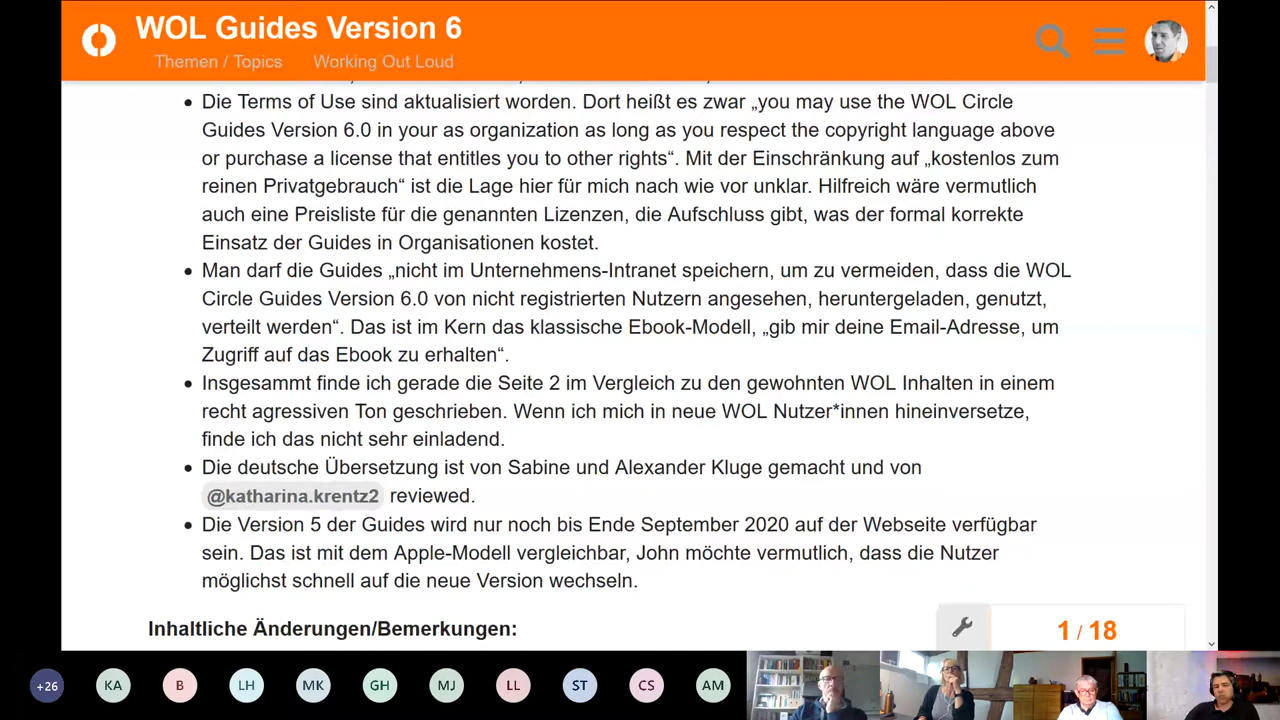 WOL Guides Version 6
Themen / Topics Working Out Loud
Die Terms of Use sind aktualisiert worden. Dort heißt es zwar „you may use the WOL Circle
Guides Version 6.0 in your as organization as long as you respect the copyright language above
or purchase a license that entitles you to other rights“. Mit der Einschränkung auf „kostenlos zum
reinen Privatgebrauch“ ist die Lage hier für mich nach wie vor unklar. Hilfreich wäre vermutlich
auch eine Preisliste für die genannten Lizenzen, die Aufschluss gibt, was der formal korrekte
Einsatz der Guides in Organisationen kostet.
Man darf die Guides „nicht im Unternehmens-Intranet speichern, um zu vermeiden, dass die WOL
Circle Guides Version 6.0 von nicht registrierten Nutzern angesehen, heruntergeladen, genutzt,
verteilt werden“. Das ist im Kern das klassische Ebook-Modell, „gib mir deine Email-Adresse, um
Zugriff auf das Ebook zu erhalten“.
Insgesammt finde ich gerade die Seite 2 im Vergleich zu den gewohnten WOL Inhalten in einem
recht agressiven Ton geschrieben. Wenn ich mich in neue WOL Nutzer*innen hineinversetze,
finde ich das nicht sehr einladend.
Die deutsche Übersetzung ist von Sabine und Alexander Kluge gemacht und von
@katharina.krentz2 reviewed.
Die Version 5 der Guides wird nur noch bis Ende September 2020 auf der Webseite verfügbar
sein. Das ist mit dem Apple-Modell vergleichbar, John möchte vermutlich, dass die Nutzer
möglichst schnell auf die neue Version wechseln.
Inhaltliche Änderungen/Bemerkungen:
1 / 18
+26 KA B LH MK GH MJ LL ST CS AM